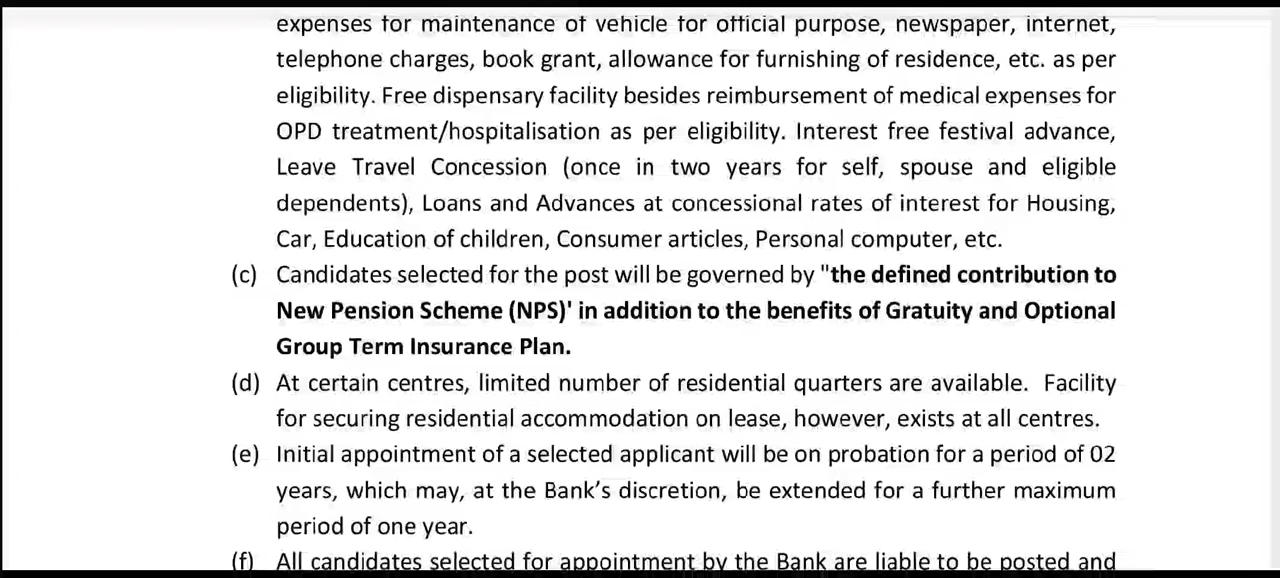 expenses for maintenance of vehicle for official purpose, newspaper, internet,
telephone charges, book grant, allowance for furnishing of residence, etc. as per
eligibility. Free dispensary facility besides reimbursement of medical expenses for
OPD treatment/hospitalisation as per eligibility. Interest free festival advance,
Leave Travel Concession (once in two years for self, spouse and eligible
dependents), Loans and Advances at concessional rates of interest for Housing,
Car, Education of children, Consumer articles, Personal computer, etc.
(c) Candidates selected for the post will be governed by "the defined contribution to
New Pension Scheme (NPS)' in addition to the benefits of Gratuity and Optional
Group Term Insurance Plan.
(d) At certain centres, limited number of residential quarters are available. Facility
for securing residential accommodation on lease, however, exists at all centres.
(e) Initial appointment of a selected applicant will be on probation for a period of 02
years, which may, at the Bank’s discretion, be extended for a further maximum
period of one year.
(f) All candidates selected for appointment by the Bank are liable to be posted and